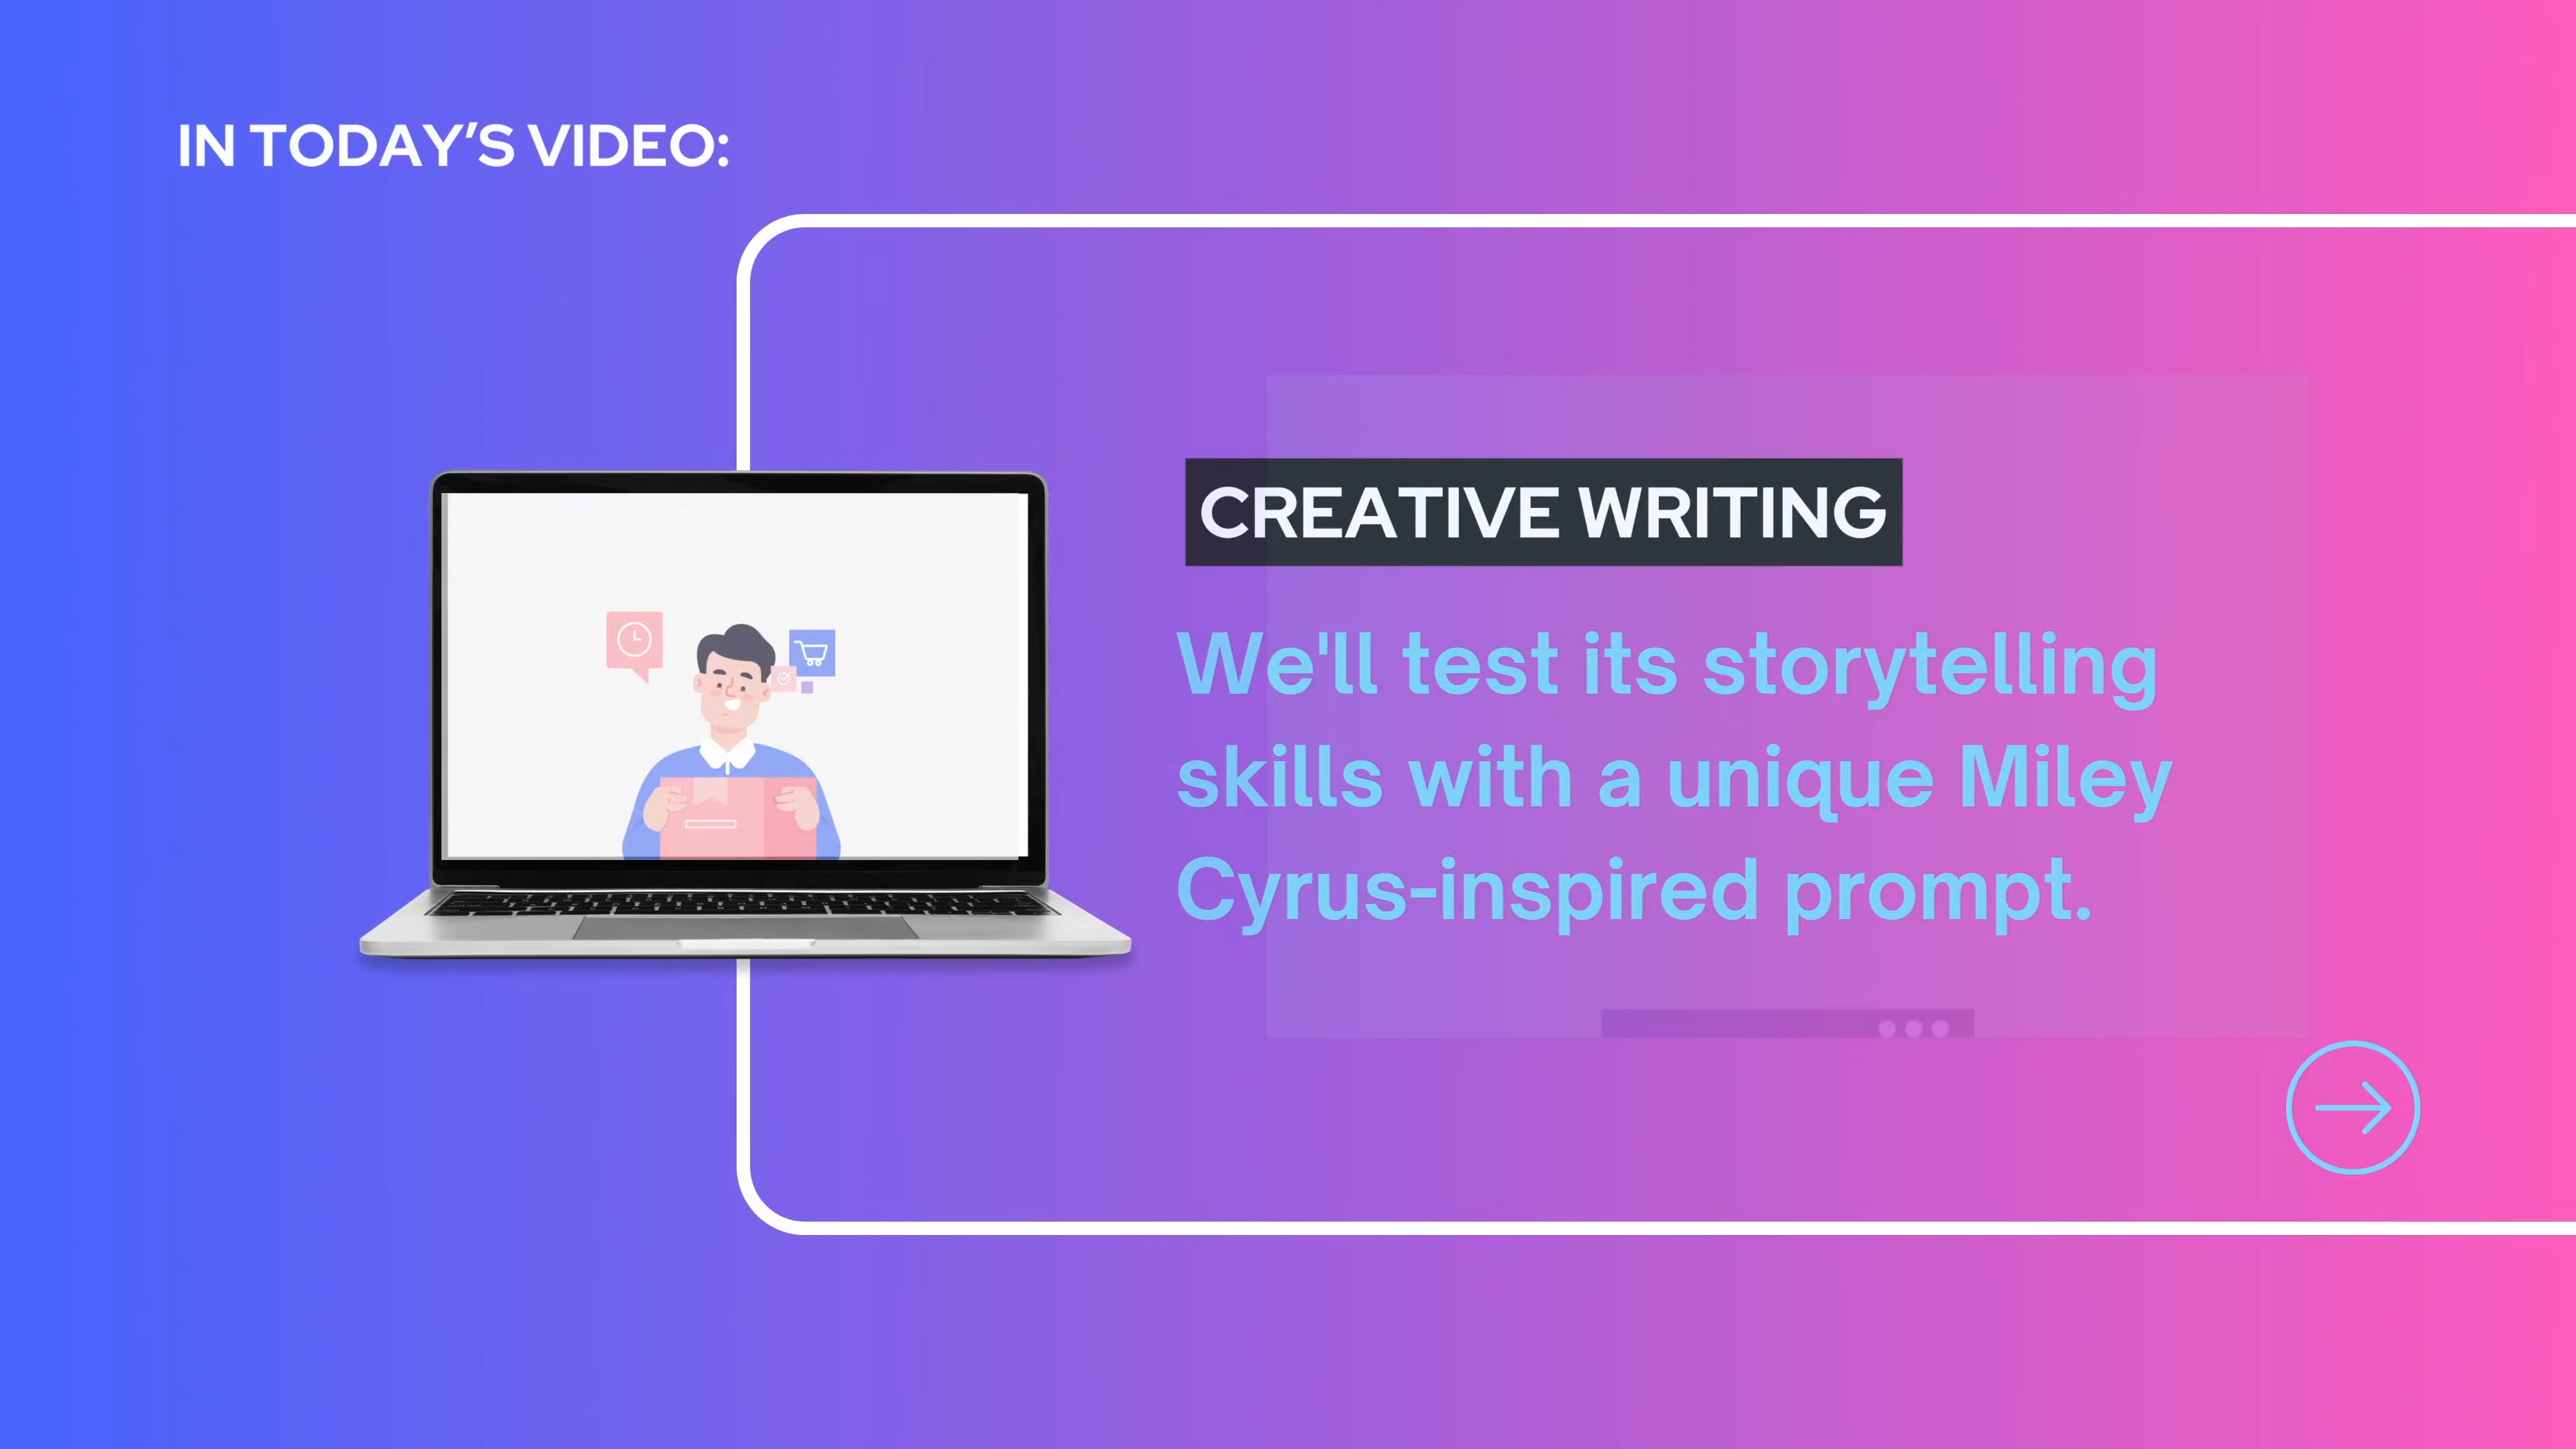 IN TODAY’S VIDEO:
CREATIVE WRITING
We'll test its storytelling
skills with a unique Miley
Cyrus-inspired prompt.